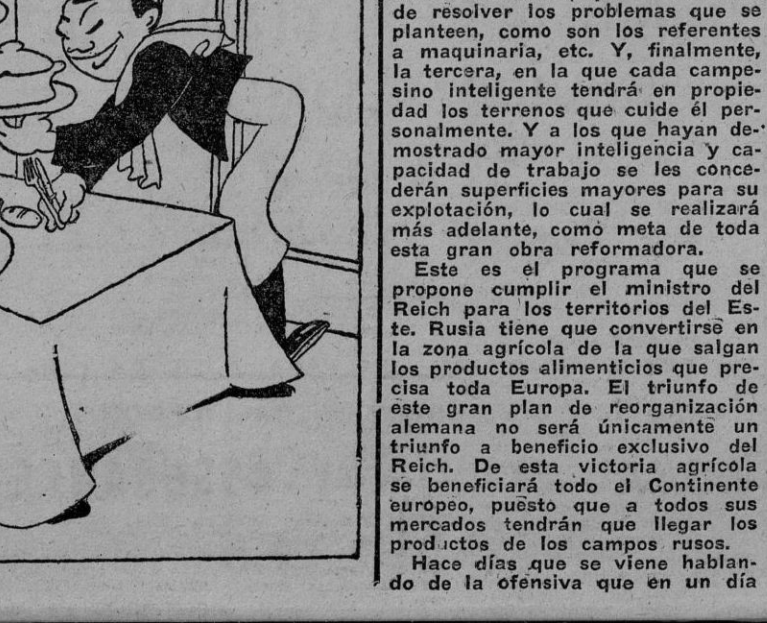 de resolver los problemas que se
planteen, como son los referentes
a maquinaria, etc. Y, finalmente,
la tercera, en la que cada campe-
sino inteligente tendrá en propie-
dad los terrenos que cuide él per-
sonalmente. Y a los que hayan de-
mostrado mayor inteligencia y ca-
pacidad de trabajo se les conce-
derán superficies mayores para su
explotación, lo cual se realizará
más adelante, como meta de toda
esta gran obra reformadora.
Este es el programa que se
propone cumplir el ministro del
Reich para los territorios del Es-
te. Rusia tiene que convertirse en
la zona agrícola de la que salgan
los productos alimenticios que pre-
cisa toda Europa. El triunfo de
este gran plan de reorganización
alemana no será únicamente un
triunfo a beneficio exclusivo del
Reich. De esta victoria agrícola
se beneficiará todo el Continente
europeo, puesto que a todos sus
mercados tendrán que llegar los
productos de los campos rusos.
Hace días que se viene hablan-
do de la ofensiva que en un día